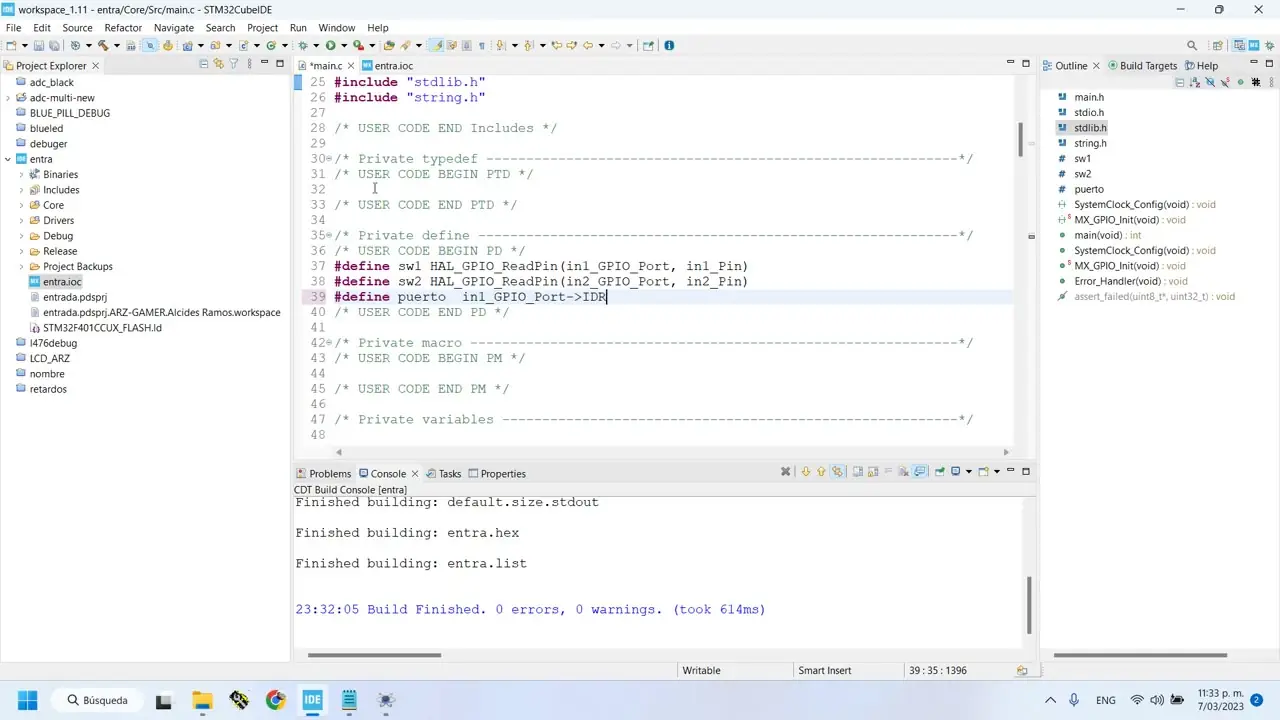 workspace_1.11 - entra/Core/Src/main.c - STM32CubeIDE
File Edit Source Refactor Navigate Search Project Run Window Help
Project Explorer
adc_black
adc-multi-new
BLUE_PILL_DEBUG
blueled
debuger
entra
Binaries
Includes
Core
Drivers
Debug
Release
Project Backups
entra.ioc
entrada.pdsprj
entrada.pdsprj.ARZ-GAMER.Alcides Ramos.workspace
STM32F401CCUX_FLASH.ld
l476debug
LCD_ARZ
nombre
retardos
*main.c
entra.ioc
25 #include "stdlib.h"
26 #include "string.h"
27
28 /* USER CODE END Includes */
29
30 /* Private typedef -----------------------------------------------------------*/
31 /* USER CODE BEGIN PTD */
32
33 /* USER CODE END PTD */
34
35 /* Private define ------------------------------------------------------------*/
36 /* USER CODE BEGIN PD */
37 #define sw1 HAL_GPIO_ReadPin(in1_GPIO_Port, in1_Pin)
38 #define sw2 HAL_GPIO_ReadPin(in2_GPIO_Port, in2_Pin)
39 #define puerto  in1_GPIO_Port->IDR
40 /* USER CODE END PD */
41
42 /* Private macro -------------------------------------------------------------*/
43 /* USER CODE BEGIN PM */
44
45 /* USER CODE END PM */
46
47 /* Private variables ---------------------------------------------------------*/
48
Problems Console Tasks Properties
CDT Build Console [entra]
Finished building: default.size.stdout
Finished building: entra.hex
Finished building: entra.list
23:32:05 Build Finished. 0 errors, 0 warnings. (took 614ms)
Outline Build Targets Help
main.h
stdio.h
stdlib.h
string.h
sw1
sw2
puerto
SystemClock_Config(void) : void
MX_GPIO_Init(void) : void
main(void) : int
SystemClock_Config(void) : void
MX_GPIO_Init(void) : void
Error_Handler(void) : void
assert_failed(uint8_t*, uint32_t) : void
Writable Smart Insert 39 : 35 : 1396
Búsqueda
IDE
ENG
11:33 p. m.
7/03/2023
2